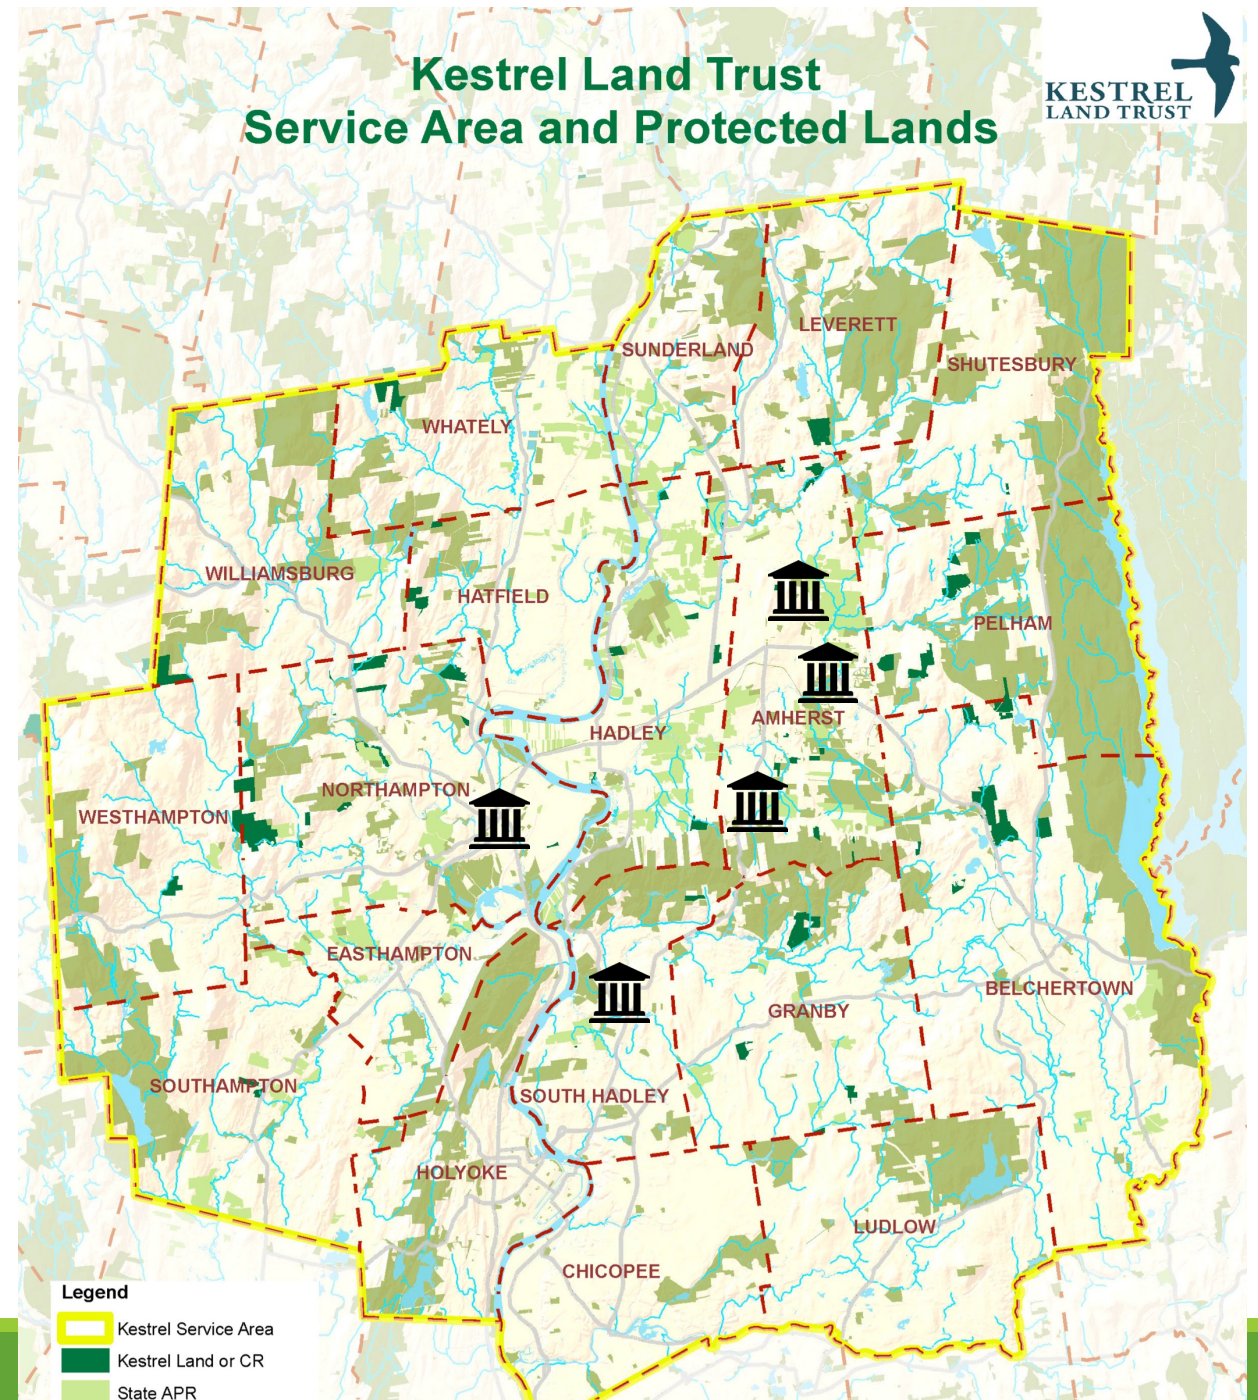 Kestrel Land Trust
Service Area and Protected Lands
KESTREL
LAND TRUST
LEVERETT
SUNDERLAND
SHUTESBURY
WHATELY
WILLIAMSBURG
HATFIELD
PELHAM
AMHERST
HADLEY
NORTHAMPTON
WESTHAMPTON
EASTHAMPTON
BELCHERTOWN
GRANBY
SOUTHAMPTON
SOUTH HADLEY
HOLYOKE
LUDLOW
CHICOPEE
Legend
Kestrel Service Area
Kestrel Land or CR
State APR